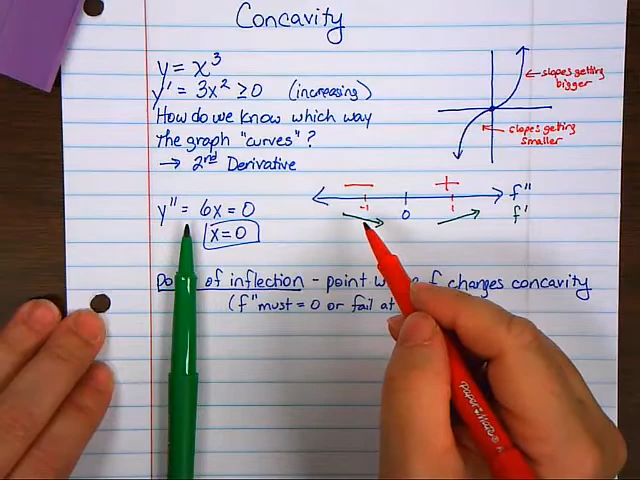 Concavity
y = x³
y' = 3x² ≥ 0 (increasing)
How do we know which way
the graph "curves"?
→ 2nd Derivative
slopes getting
bigger
slopes getting
smaller
y" = 6x = 0
x = 0
− + f"
-1 0 1 f'
of inflection - point f changes concavity
(f" must = 0 or fail at
PAPER MATE